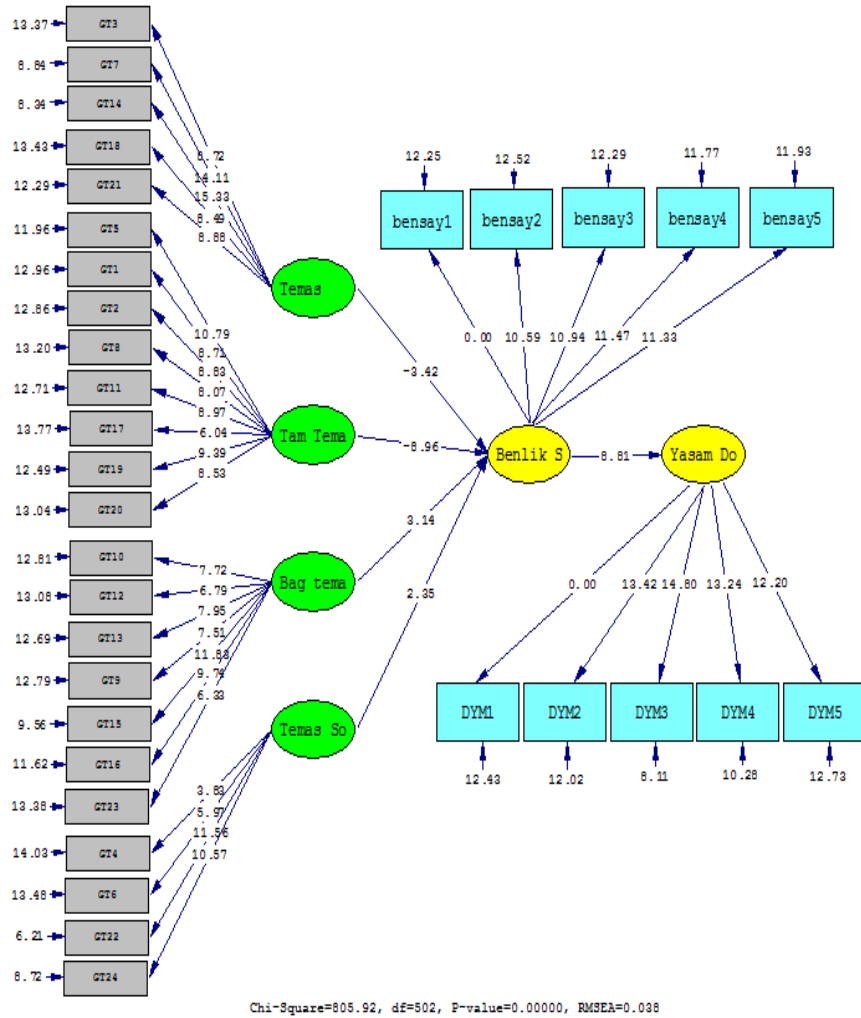 13.37 GT3
8.84 GT7
8.34 GT14
13.43 GT18
12.29 GT21
11.96 GT5
12.96 GT1
12.86 GT2
13.20 GT8
12.71 GT11
13.77 GT17
12.49 GT19
13.04 GT20
12.81 GT10
13.08 GT12
12.69 GT13
12.79 GT9
9.56 GT15
11.62 GT16
13.38 GT23
14.03 GT4
13.48 GT6
6.21 GT22
8.72 GT24
14.11
15.33
8.49
8.88
10.79
8.71
8.83
8.07
8.97
6.04
9.39
8.53
7.72
6.79
7.95
7.51
11.83
9.74
6.33
3.83
5.97
11.56
10.57
Temas
Tam Tema
Bag tema
Temas So
-3.42
-8.96
3.14
2.35
12.25 12.52 12.29 11.77 11.93
bensay1 bensay2 bensay3 bensay4 bensay5
0.00 10.59 10.94 11.47 11.33
Benlik S 8.81 Yasam Do
0.00 13.42 14.80 13.24 12.20
DYM1 DYM2 DYM3 DYM4 DYM5
12.43 12.02 8.11 10.28 12.73
Chi-Square=805.92, df=502, P-value=0.00000, RMSEA=0.038